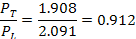 P_T/P_L = 1.908/2.091 = 0.912